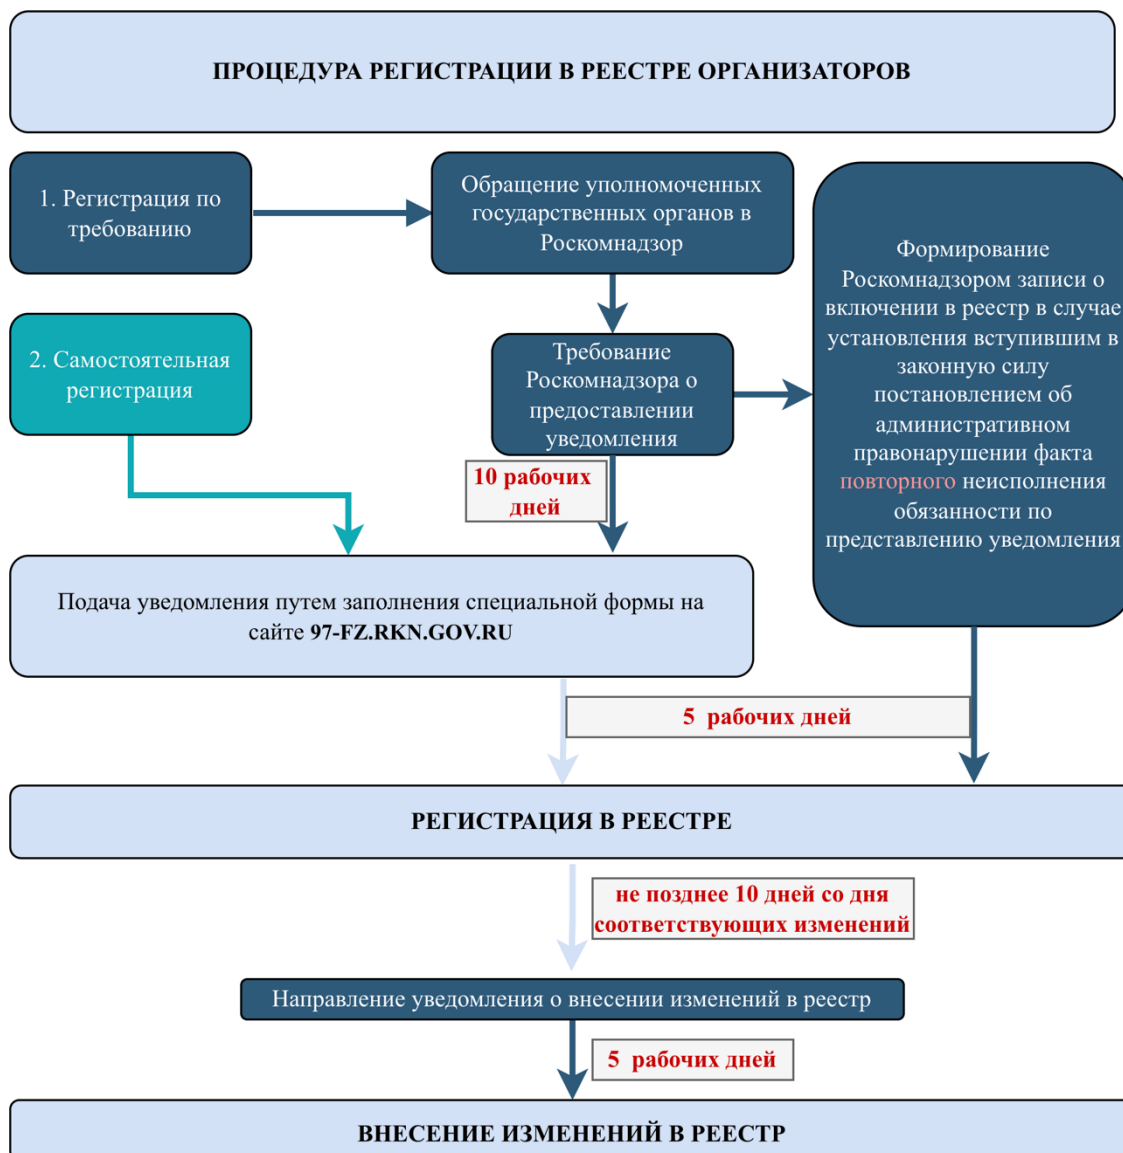 ПРОЦЕДУРА РЕГИСТРАЦИИ В РЕЕСТРЕ ОРГАНИЗАТОРОВ
1. Регистрация по
требованию
Обращение уполномоченных
государственных органов в
Роскомнадзор
Формирование
Роскомнадзором записи о
включении в реестр в случае
установления вступившим в
законную силу
постановлением об
административном
правонарушении факта
повторного неисполнения
обязанности по
представлению уведомления
2. Самостоятельная
регистрация
Требование
Роскомнадзора о
предоставлении
уведомления
10 рабочих
дней
Подача уведомления путем заполнения специальной формы на
сайте 97-FZ.RKN.GOV.RU
5 рабочих дней
РЕГИСТРАЦИЯ В РЕЕСТРЕ
не позднее 10 дней со дня
соответствующих изменений
Направление уведомления о внесении изменений в реестр
5 рабочих дней
ВНЕСЕНИЕ ИЗМЕНЕНИЙ В РЕЕСТР